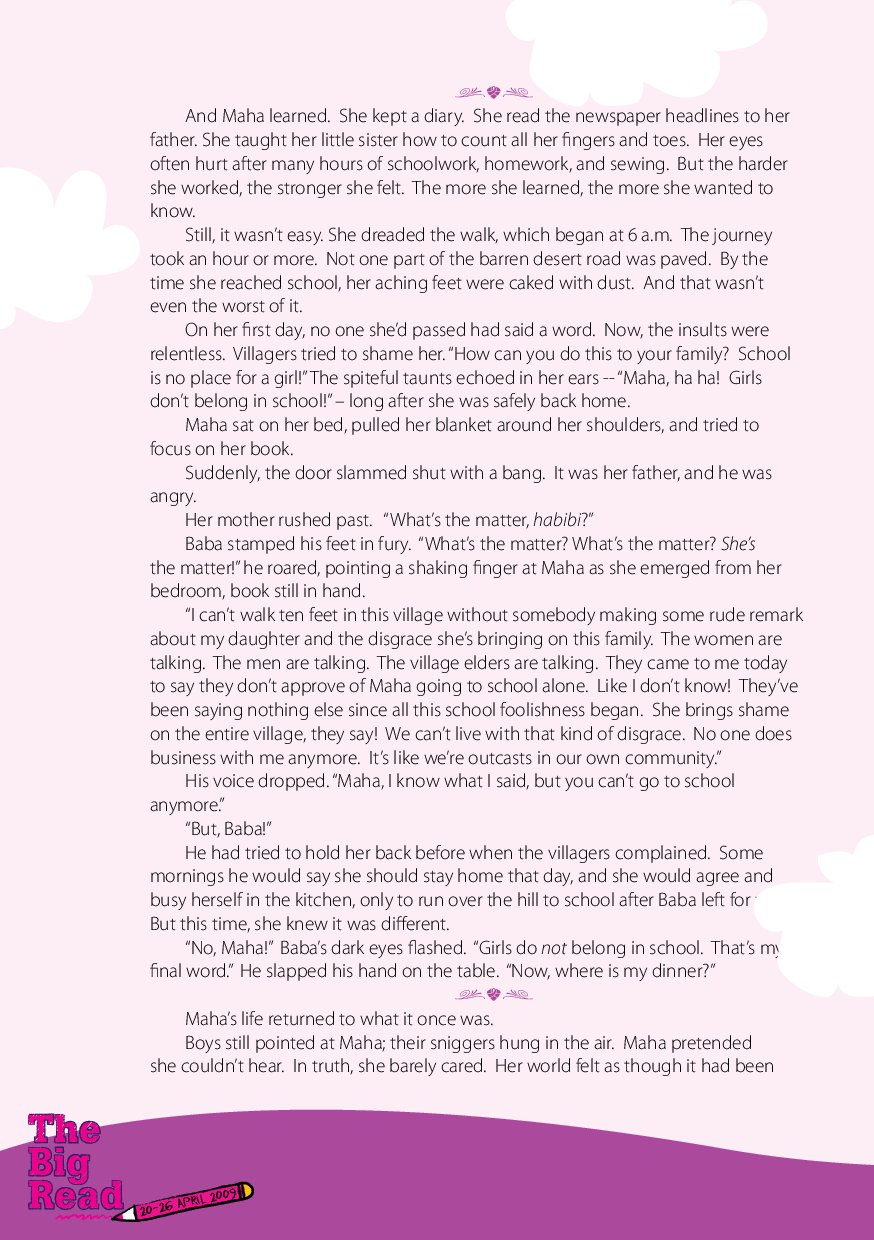 And Maha learned.  She kept a diary.  She read the newspaper headlines to her
father. She taught her little sister how to count all her fingers and toes.  Her eyes
often hurt after many hours of schoolwork, homework, and sewing.  But the harder
she worked, the stronger she felt.  The more she learned, the more she wanted to
know.
Still, it wasn’t easy. She dreaded the walk, which began at 6 a.m.  The journey
took an hour or more.  Not one part of the barren desert road was paved.  By the
time she reached school, her aching feet were caked with dust.  And that wasn’t
even the worst of it.
On her first day, no one she’d passed had said a word.  Now, the insults were
relentless.  Villagers tried to shame her. “How can you do this to your family?  School
is no place for a girl!” The spiteful taunts echoed in her ears -- “Maha, ha ha!  Girls
don’t belong in school!” – long after she was safely back home.
Maha sat on her bed, pulled her blanket around her shoulders, and tried to
focus on her book.
Suddenly, the door slammed shut with a bang.  It was her father, and he was
angry.
Her mother rushed past.  “What’s the matter, habibi?”
Baba stamped his feet in fury.  “What’s the matter? What’s the matter? She’s
the matter!” he roared, pointing a shaking finger at Maha as she emerged from her
bedroom, book still in hand.
“I can’t walk ten feet in this village without somebody making some rude remark
about my daughter and the disgrace she’s bringing on this family.  The women are
talking.  The men are talking.  The village elders are talking.  They came to me today
to say they don’t approve of Maha going to school alone.  Like I don’t know!  They’ve
been saying nothing else since all this school foolishness began.  She brings shame
on the entire village, they say!  We can’t live with that kind of disgrace.  No one does
business with me anymore.  It’s like we’re outcasts in our own community.”
His voice dropped. “Maha, I know what I said, but you can’t go to school
anymore.”
“But, Baba!”
He had tried to hold her back before when the villagers complained.  Some
mornings he would say she should stay home that day, and she would agree and
busy herself in the kitchen, only to run over the hill to school after Baba left for
But this time, she knew it was different.
“No, Maha!”  Baba’s dark eyes flashed.  “Girls do not belong in school.  That’s my
final word.”  He slapped his hand on the table.  “Now, where is my dinner?”
Maha’s life returned to what it once was.
Boys still pointed at Maha; their sniggers hung in the air.  Maha pretended
she couldn’t hear.  In truth, she barely cared.  Her world felt as though it had been
The
Big
Read
20-26 APRIL 2009